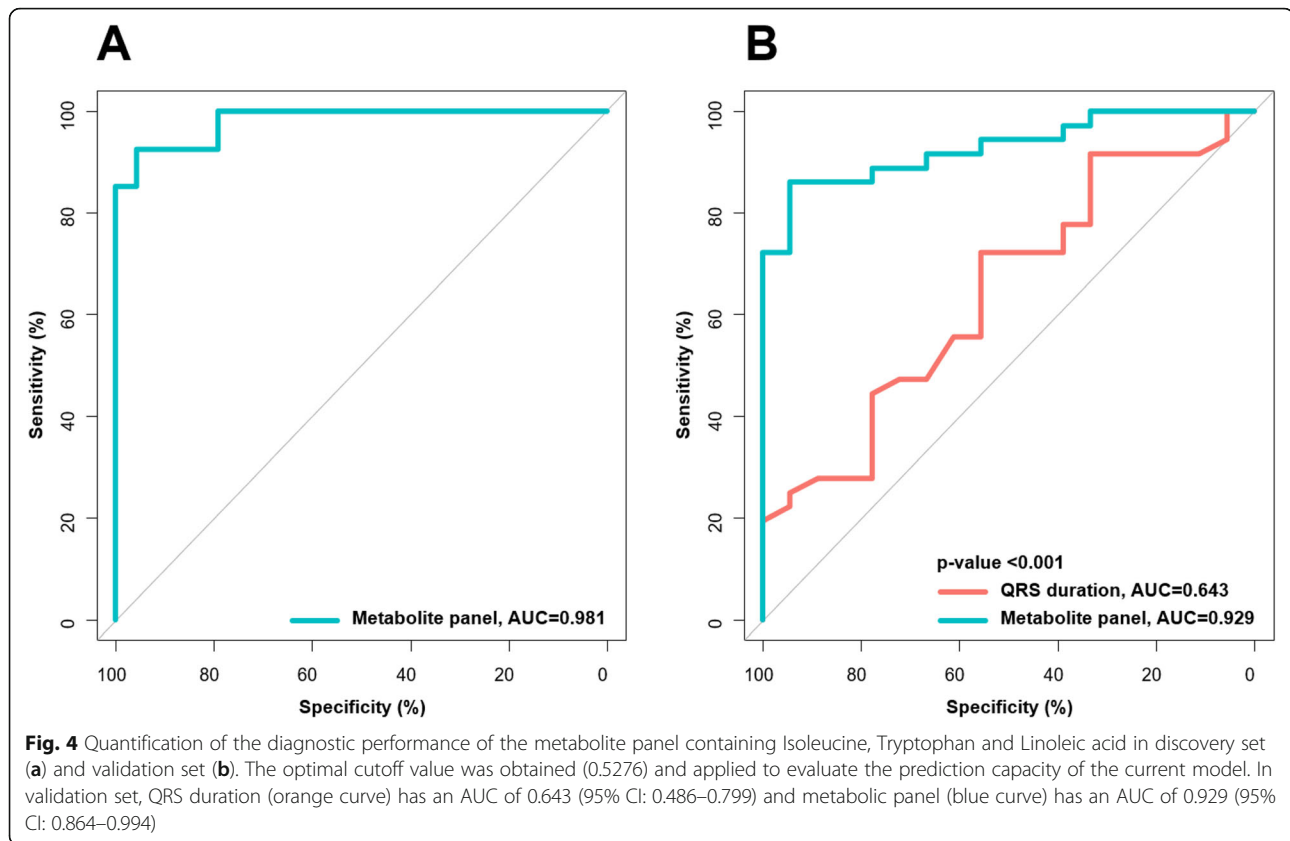 A
B
100
80
60
40
20
0
Sensitivity (%)
100 80 60 40 20 0
Specificity (%)
Metabolite panel, AUC=0.981
100
80
60
40
20
0
Sensitivity (%)
100 80 60 40 20 0
Specificity (%)
p-value <0.001
QRS duration, AUC=0.643
Metabolite panel, AUC=0.929
Fig. 4 Quantification of the diagnostic performance of the metabolite panel containing Isoleucine, Tryptophan and Linoleic acid in discovery set
(a) and validation set (b). The optimal cutoff value was obtained (0.5276) and applied to evaluate the prediction capacity of the current model. In
validation set, QRS duration (orange curve) has an AUC of 0.643 (95% CI: 0.486–0.799) and metabolic panel (blue curve) has an AUC of 0.929 (95%
CI: 0.864–0.994)